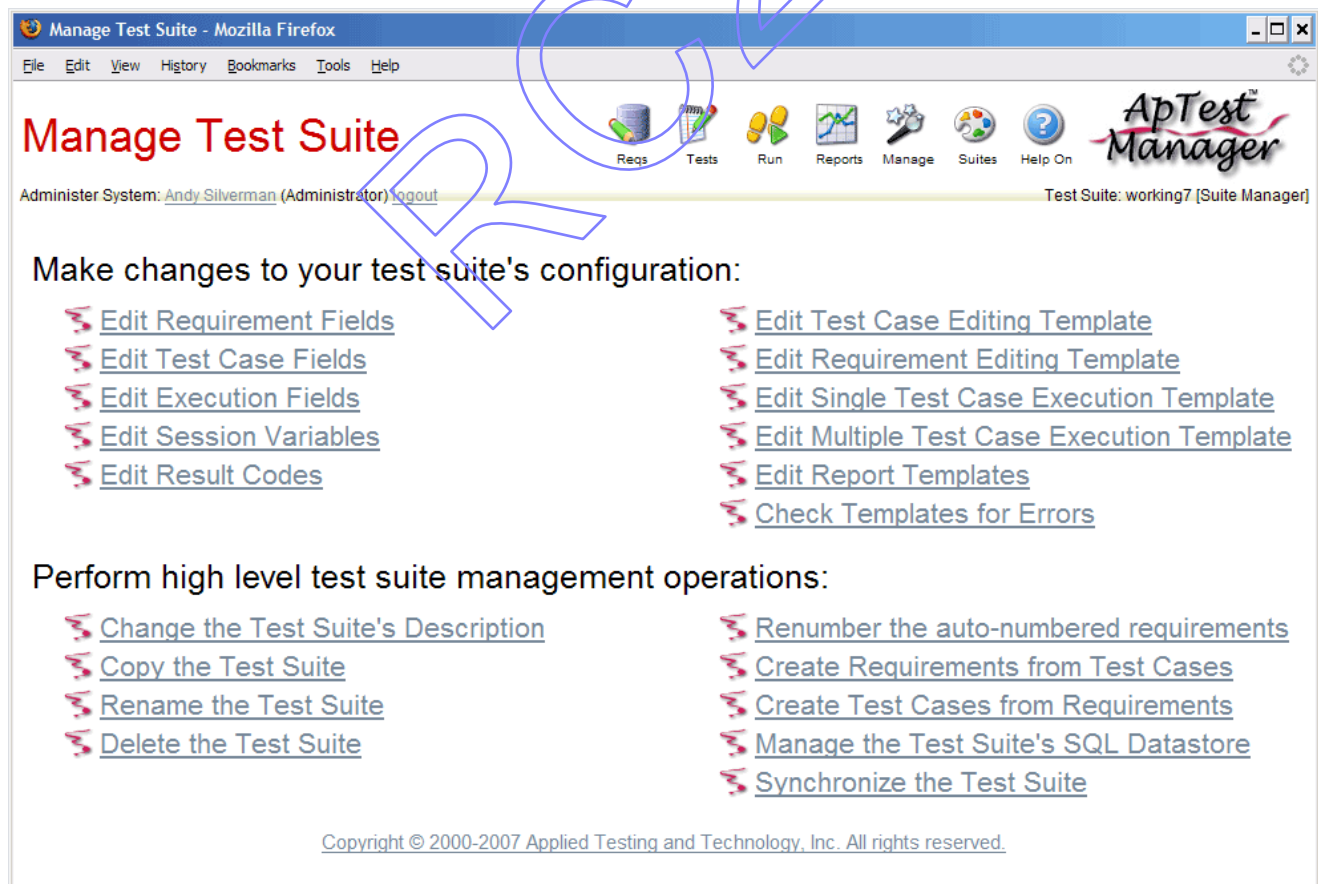 Manage Test Suite - Mozilla Firefox
File Edit View History Bookmarks Tools Help
Manage Test Suite
Reqs Tests Run Reports Manage Suites Help On
ApTest™
Manager
Administer System: Andy Silverman (Administrator) logout
Test Suite: working7 [Suite Manager]
Make changes to your test suite's configuration:
Edit Requirement Fields
Edit Test Case Fields
Edit Execution Fields
Edit Session Variables
Edit Result Codes
Edit Test Case Editing Template
Edit Requirement Editing Template
Edit Single Test Case Execution Template
Edit Multiple Test Case Execution Template
Edit Report Templates
Check Templates for Errors
Perform high level test suite management operations:
Change the Test Suite's Description
Copy the Test Suite
Rename the Test Suite
Delete the Test Suite
Renumber the auto-numbered requirements
Create Requirements from Test Cases
Create Test Cases from Requirements
Manage the Test Suite's SQL Datastore
Synchronize the Test Suite
Copyright © 2000-2007 Applied Testing and Technology, Inc. All rights reserved.